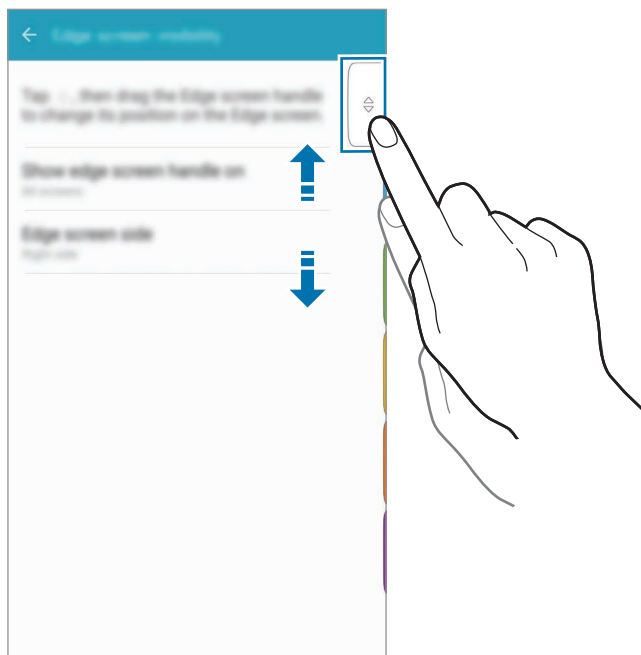 Edge screen visibility
Tap , then drag the Edge screen handle
to change its position on the Edge screen.
Show edge screen handle on
All screens
Edge screen side
Right side